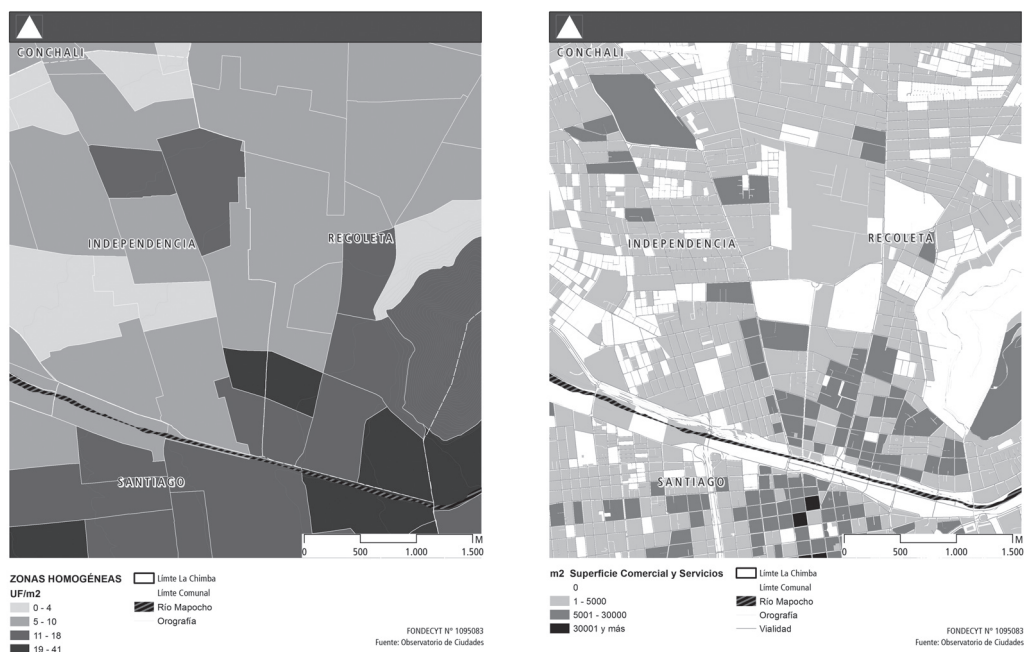 CONCHALI
INDEPENDENCIA
RECOLETA
SANTIAGO
M
0 500 1.000 1.500
ZONAS HOMOGÉNEAS
UF/m2
0 - 4
5 - 10
11 - 18
19 - 41
Límte La Chimba
Límte Comunal
Río Mapocho
Orografía
FONDECYT N° 1095083
Fuente: Observatorio de Ciudades
CONCHALI
INDEPENDENCIA
RECOLETA
SANTIAGO
M
0 500 1.000 1.500
m2 Superficie Comercial y Servicios
0
1 - 5000
5001 - 30000
30001 y más
Límte La Chimba
Límte Comunal
Río Mapocho
Orografía
Vialidad
FONDECYT N° 1095083
Fuente: Observatorio de Ciudades